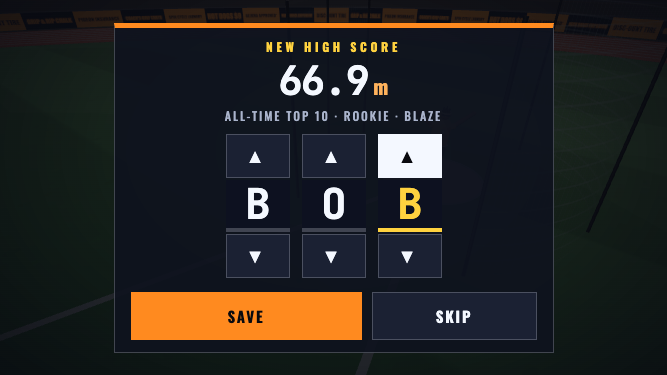 NEW HIGH SCORE
66.9m
ALL-TIME TOP 10 · ROOKIE · BLAZE
▲ ▲ ▲
B O B
▼ ▼ ▼
SAVE SKIP